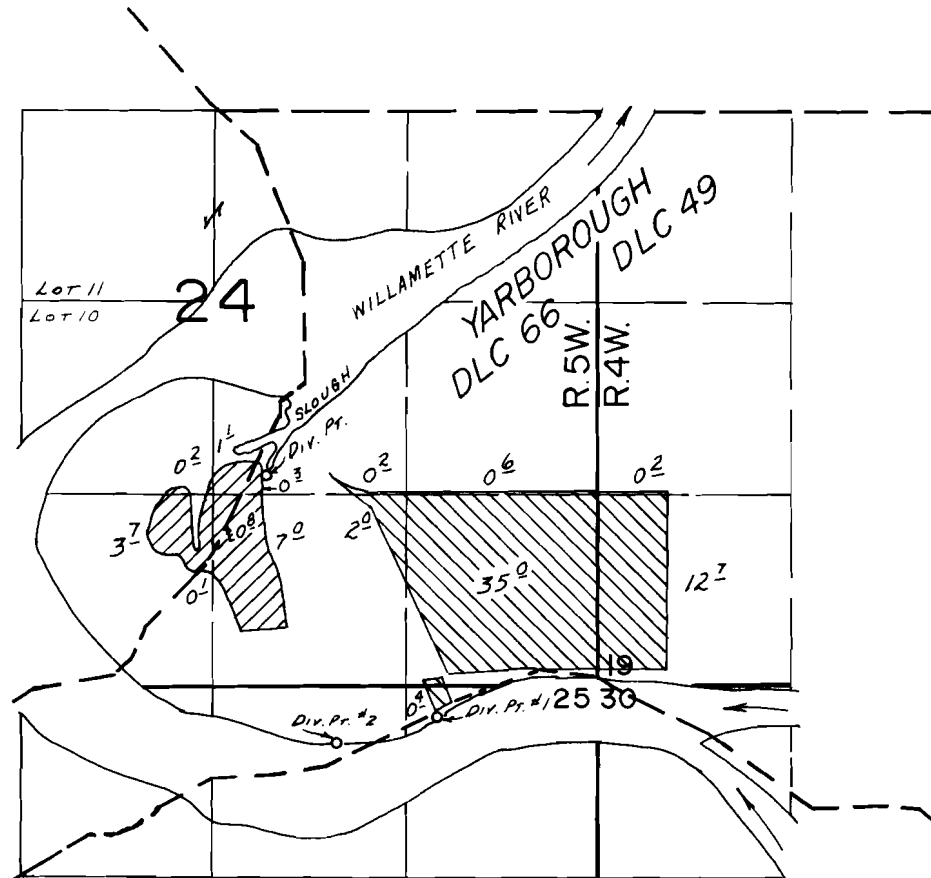 WILLAMETTE RIVER
YARBOROUGH
DLC 66 DLC 49
LOT 11
LOT 10
24
R.5W.
R.4W.
SLOUGH
DIV. PT.
1 1
0 2
0 3
0 2
0 6
0 2
3 7
0 8
7 0
2 0
35 0
12 7
0 1
19
25 30
0 4
DIV. PT. #1
DIV. PT. #2